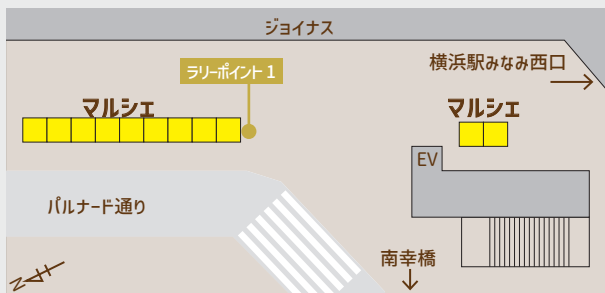 ジョイナス
横浜駅みなみ西口
ラリーポイント 1
マルシェ
マルシェ
EV
パルナード通り
南幸橋
N